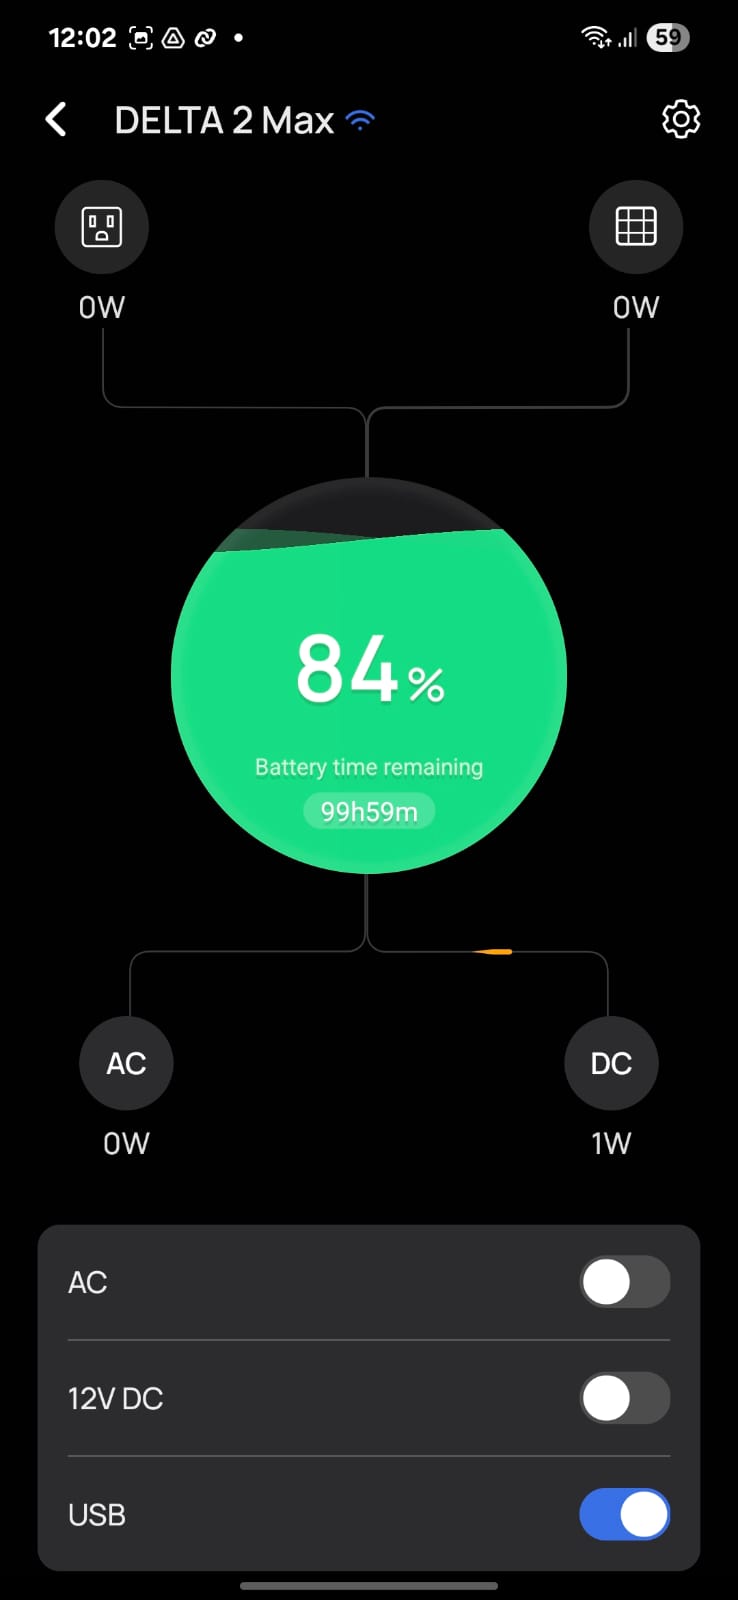 12:02
59
DELTA 2 Max
0W
0W
84%
Battery time remaining
99h59m
AC
DC
0W
1W
AC
12V DC
USB